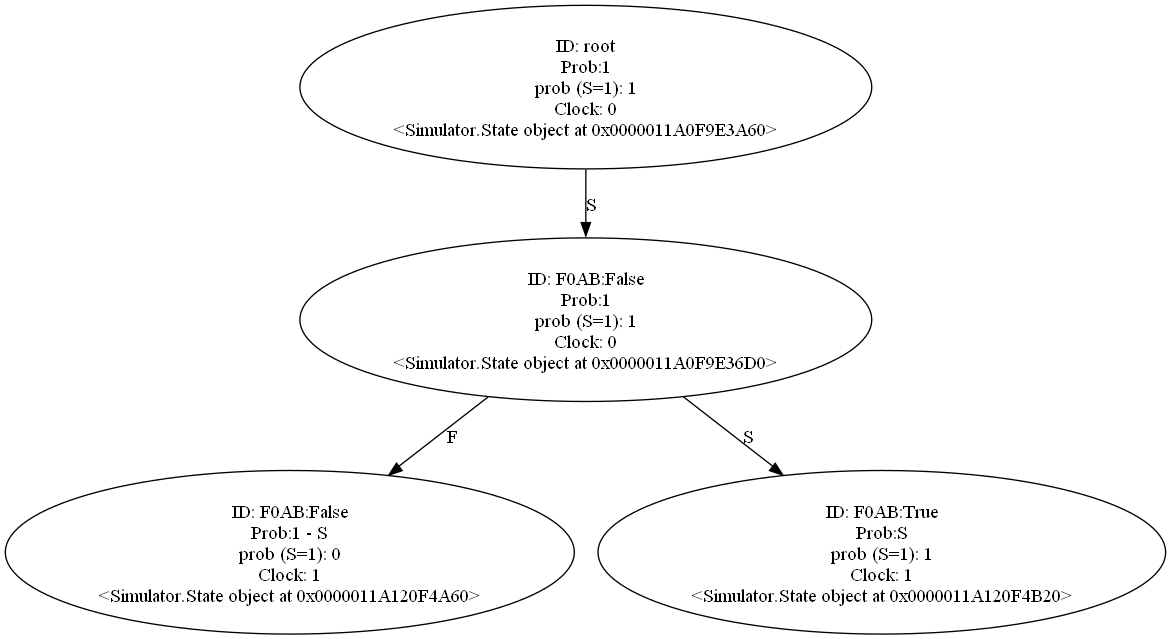 ID: root
Prob:1
prob (S=1): 1
Clock: 0
<Simulator.State object at 0x0000011A0F9E3A60>
S
ID: F0AB:False
Prob:1
prob (S=1): 1
Clock: 0
<Simulator.State object at 0x0000011A0F9E36D0>
F
S
ID: F0AB:False
Prob:1 - S
prob (S=1): 0
Clock: 1
<Simulator.State object at 0x0000011A120F4A60>
ID: F0AB:True
Prob:S
prob (S=1): 1
Clock: 1
<Simulator.State object at 0x0000011A120F4B20>